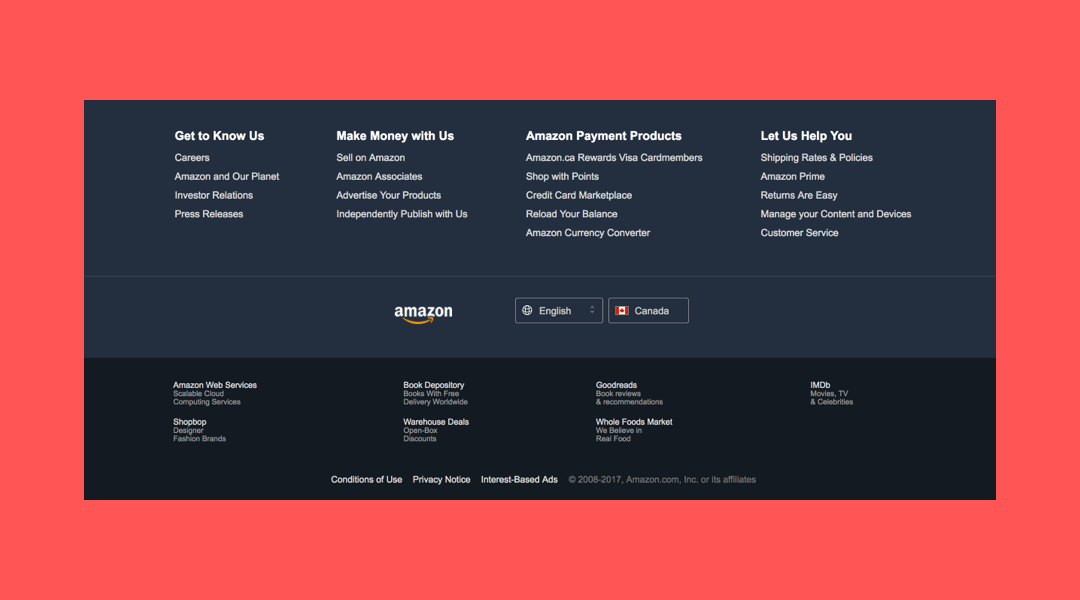 Get to Know Us
Careers
Amazon and Our Planet
Investor Relations
Press Releases
Make Money with Us
Sell on Amazon
Amazon Associates
Advertise Your Products
Independently Publish with Us
Amazon Payment Products
Amazon.ca Rewards Visa Cardmembers
Shop with Points
Credit Card Marketplace
Reload Your Balance
Amazon Currency Converter
Let Us Help You
Shipping Rates & Policies
Amazon Prime
Returns Are Easy
Manage your Content and Devices
Customer Service
amazon
English
Canada
Amazon Web Services
Scalable Cloud
Computing Services
Book Depository
Books With Free
Delivery Worldwide
Goodreads
Book reviews
& recommendations
IMDb
Movies, TV
& Celebrities
Shopbop
Designer
Fashion Brands
Warehouse Deals
Open-Box
Discounts
Whole Foods Market
We Believe in
Real Food
Conditions of Use Privacy Notice Interest-Based Ads © 2008-2017, Amazon.com, Inc. or its affiliates